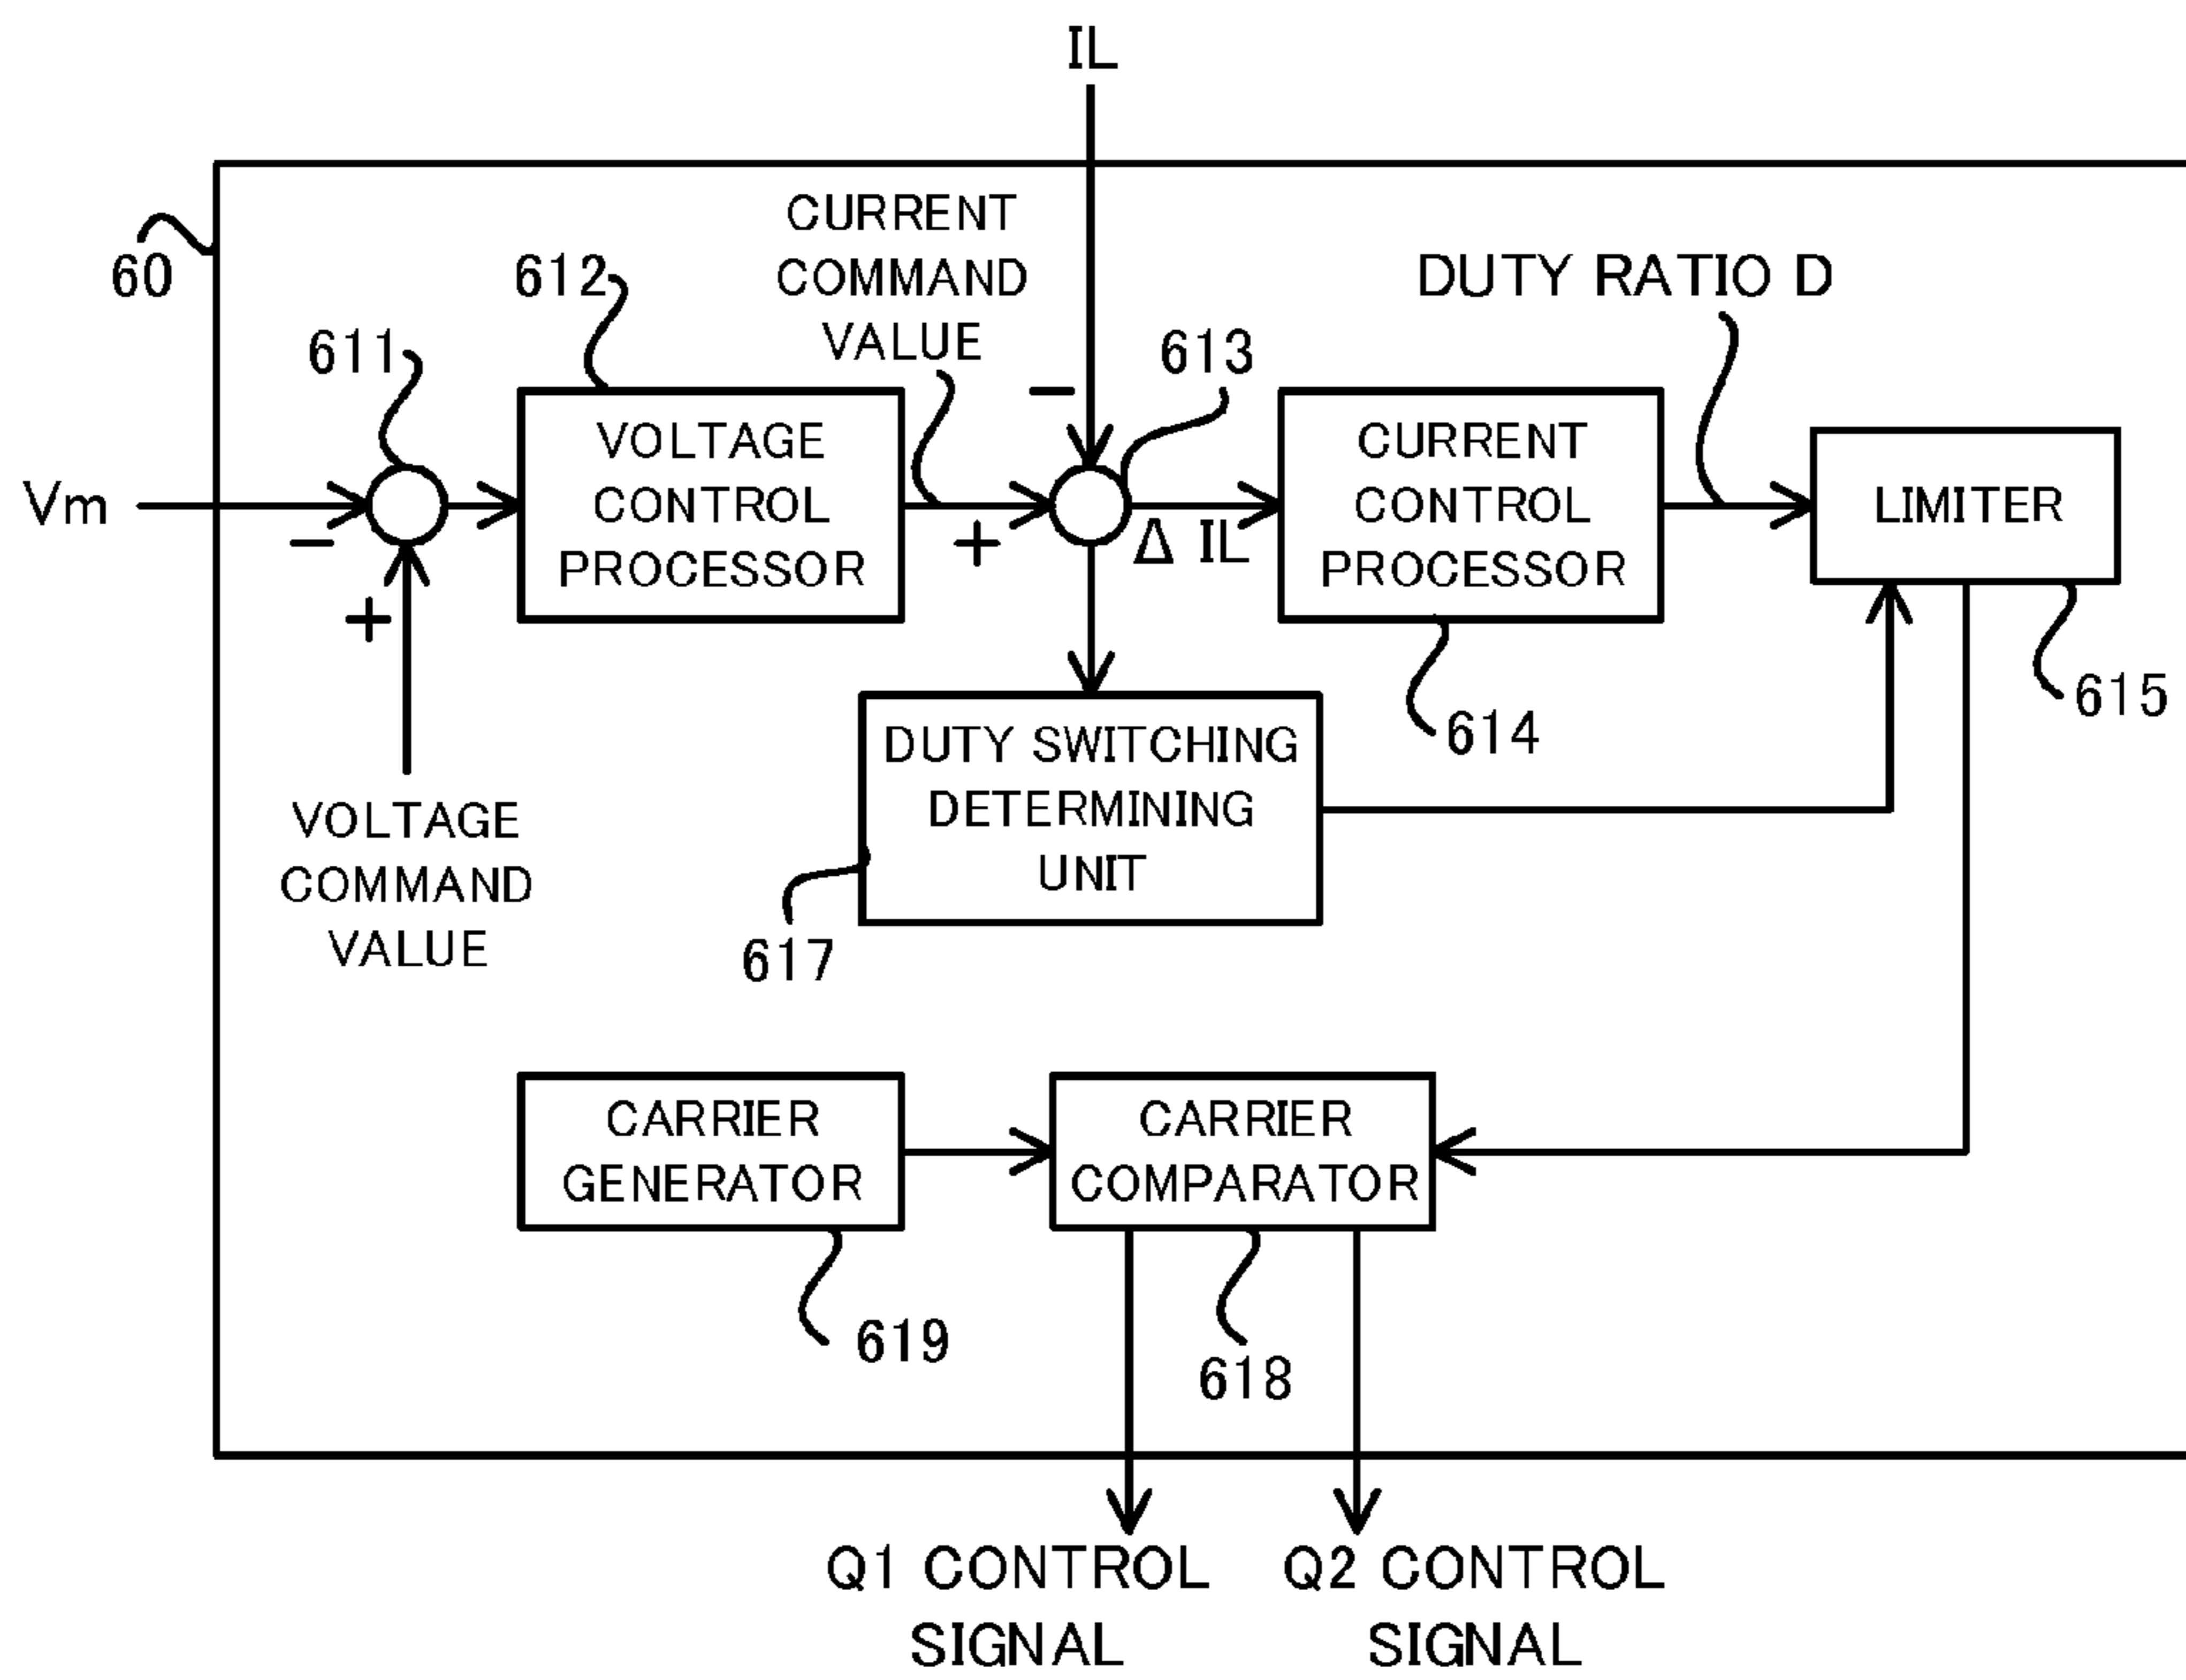 IL
60
611
612
CURRENT
COMMAND
VALUE
613
DUTY RATIO D
Vm
−
+
VOLTAGE
CONTROL
PROCESSOR
−
+
Δ IL
CURRENT
CONTROL
PROCESSOR
LIMITER
614
615
VOLTAGE
COMMAND
VALUE
DUTY SWITCHING
DETERMINING
UNIT
617
CARRIER
GENERATOR
CARRIER
COMPARATOR
619
618
Q1 CONTROL
SIGNAL
Q2 CONTROL
SIGNAL